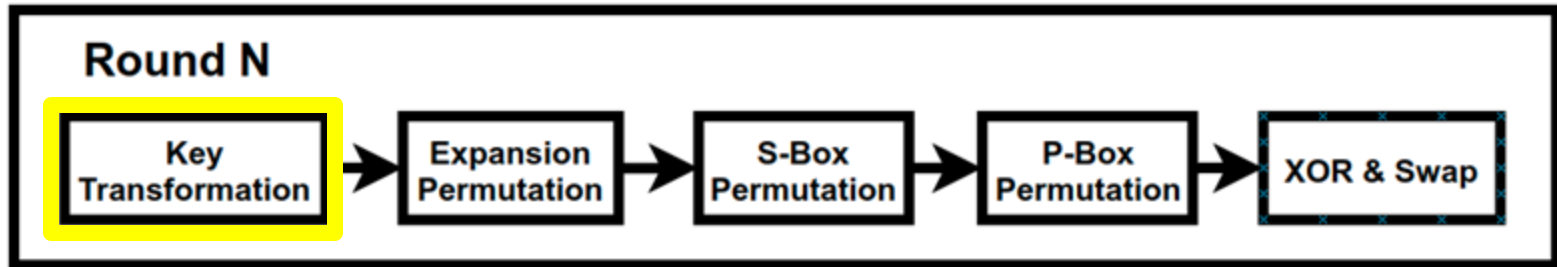 Round N
Key
Transformation
Expansion
Permutation
S-Box
Permutation
P-Box
Permutation
XOR & Swap